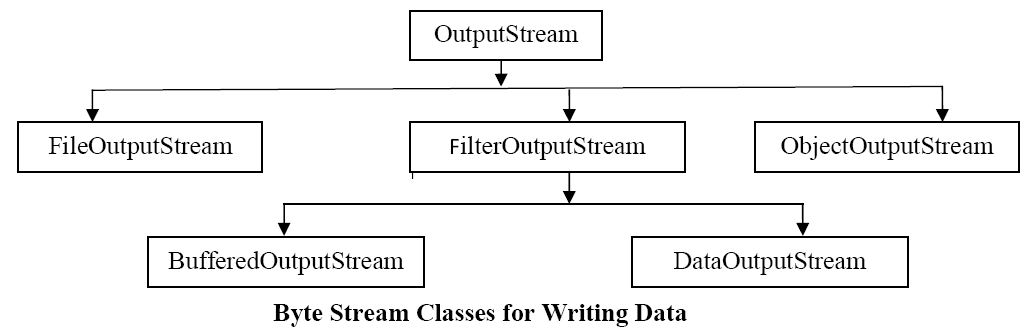 OutputStream
FileOutputStream
FilterOutputStream
ObjectOutputStream
BufferedOutputStream
DataOutputStream
Byte Stream Classes for Writing Data